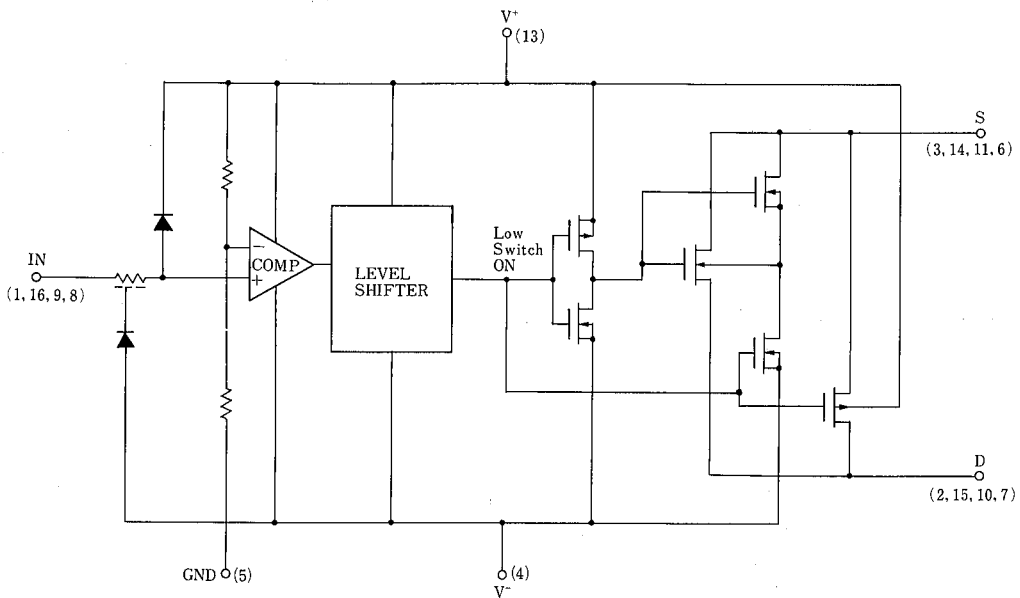 V+
(13)
S
(3, 14, 11, 6)
IN
(1, 16, 9, 8)
−
COMP
+
LEVEL
SHIFTER
Low
Switch
ON
D
(2, 15, 10, 7)
GND (5)
(4)
V-